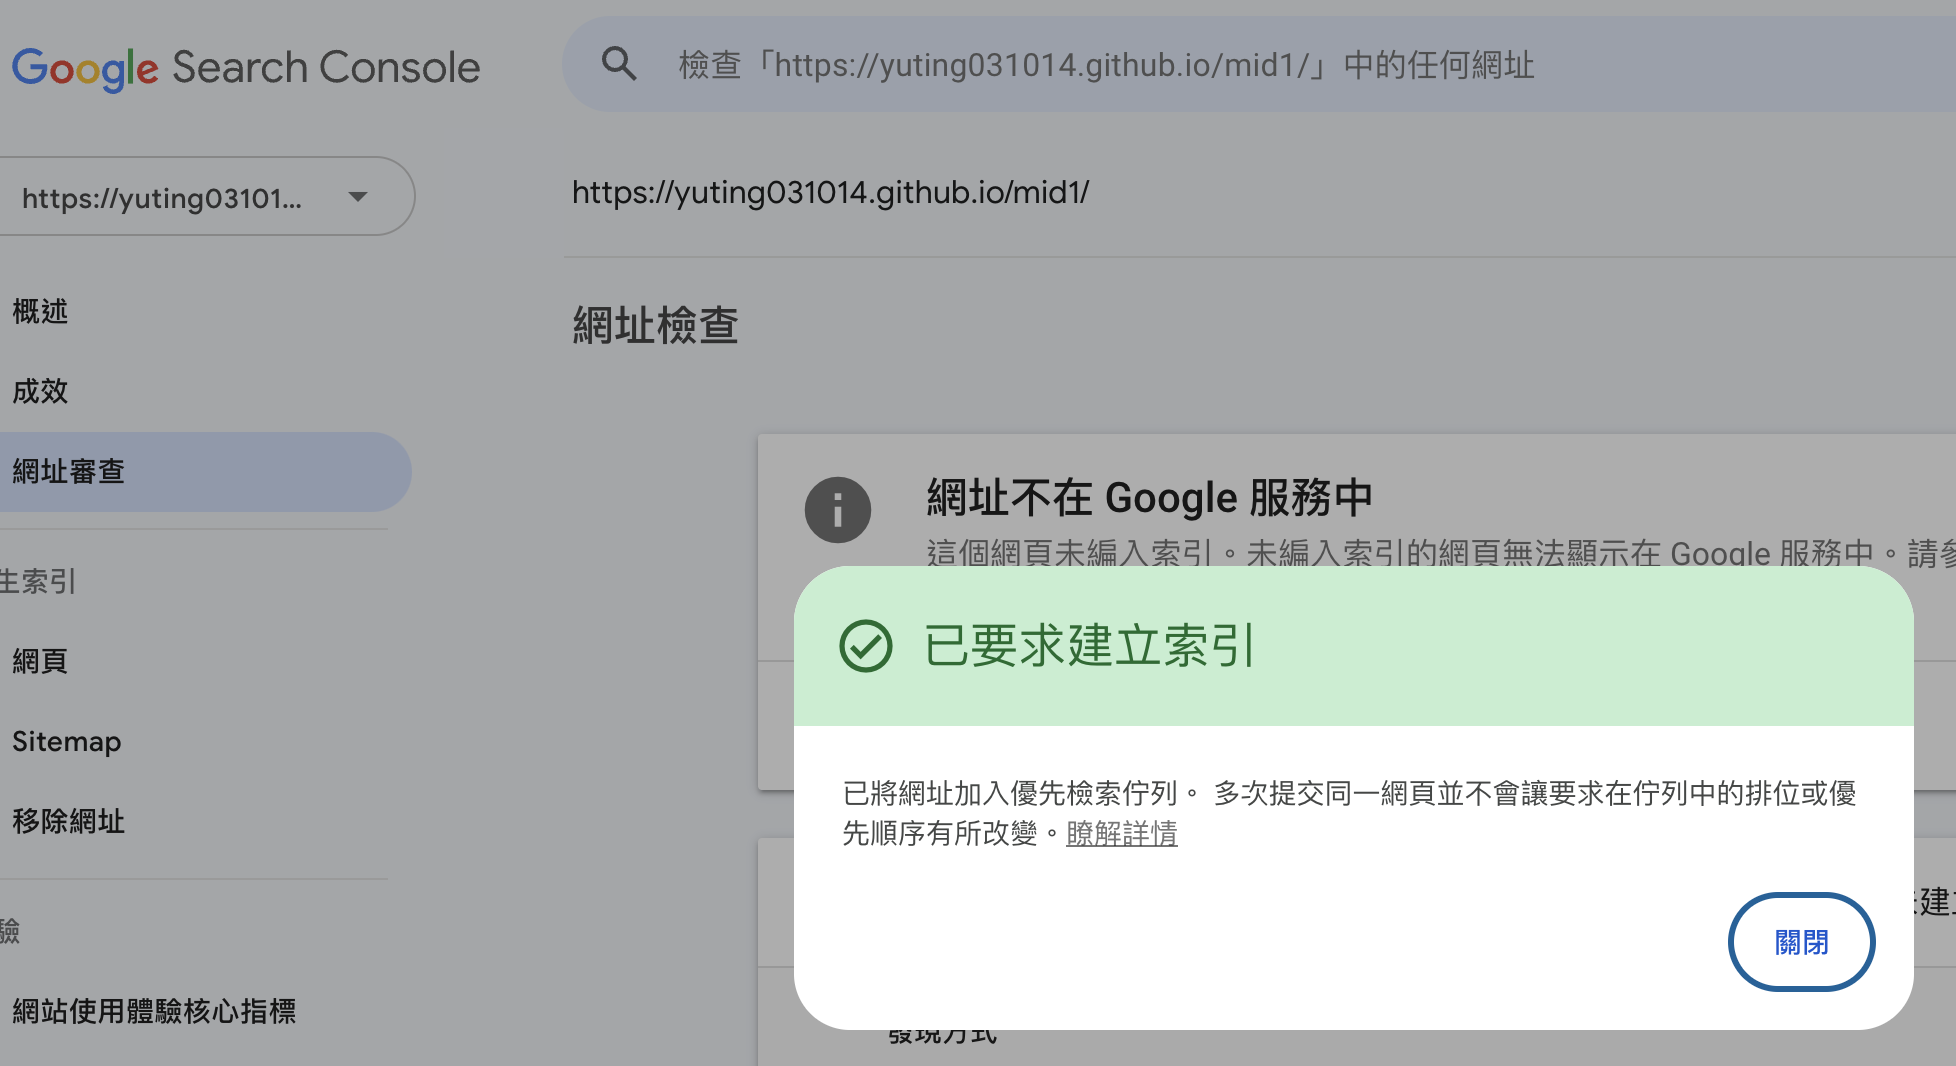 Google Search Console
檢查「https://yuting031014.github.io/mid1/」中的任何網址
https://yuting03101...
https://yuting031014.github.io/mid1/
概述
網址檢查
成效
網址審查
網址不在 Google 服務中
這個網頁未編入索引。未編入索引的網頁無法顯示在 Google 服務中。請參
生索引
已要求建立索引
網頁
Sitemap
已將網址加入優先檢索佇列。 多次提交同一網頁並不會讓要求在佇列中的排位或優
先順序有所改變。瞭解詳情
移除網址
建立
驗
關閉
網站使用體驗核心指標
發現方式